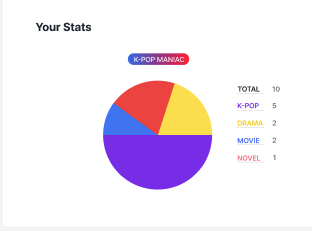 Your Stats
K-POP MANIAC
TOTAL 10
K-POP 5
DRAMA 2
MOVIE 2
NOVEL 1